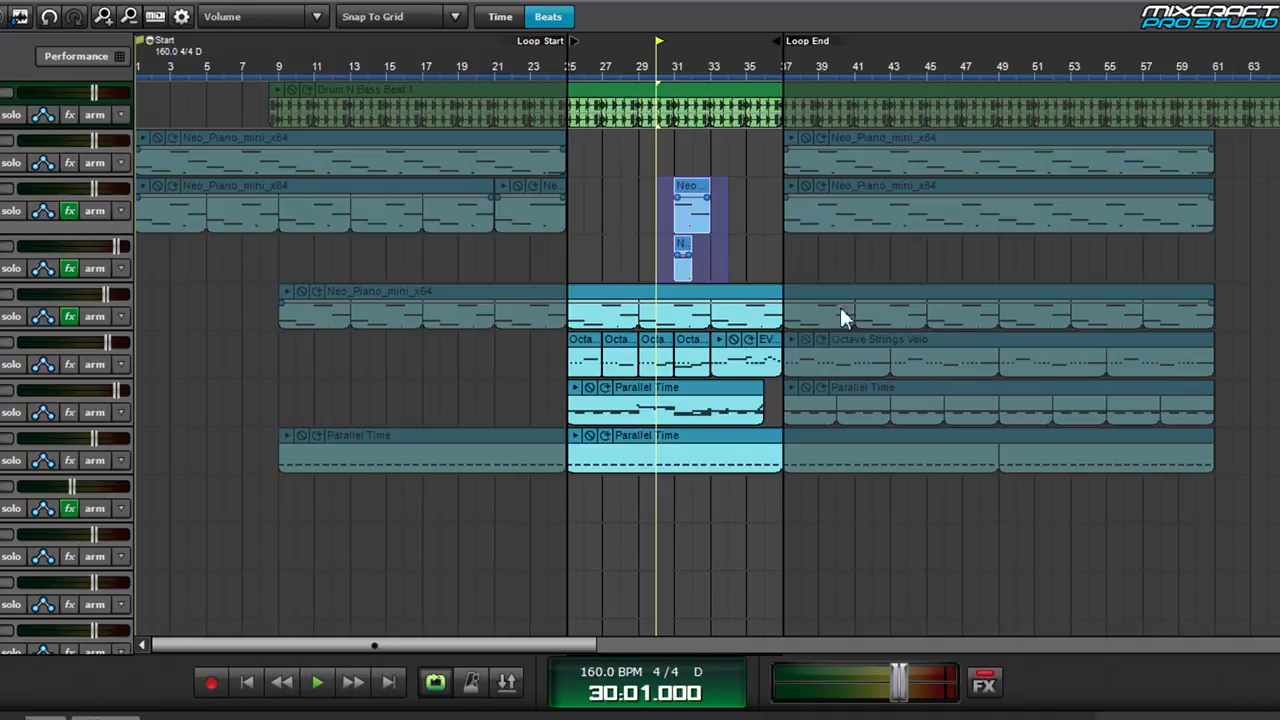 Volume Snap To Grid Time Beats MIXCRAFT PRO STUDIO
Performance Start 160.0 4/4 D Loop Start Loop End
1 3 5 7 9 11 13 15 17 19 21 23 25 27 29 31 33 35 37 39 41 43 45 47 49 51 53 55 57 59 61 63
Drum N Bass Beat 1
solo fx arm
Neo_Piano_mini_x64 Neo_Piano_mini_x64
solo fx arm
Neo_Piano_mini_x64 Ne... Neo... Neo_Piano_mini_x64
solo fx arm
N...
solo fx arm
Neo_Piano_mini_x64
solo fx arm
Octa... Octa... Octa... Octa... EV... Octave Strings Velo
solo fx arm
Parallel Time Parallel Time
solo fx arm
Parallel Time Parallel Time
solo fx arm
solo fx arm
solo fx arm
solo fx arm
160.0 BPM 4/4 D
30:01.000
FX